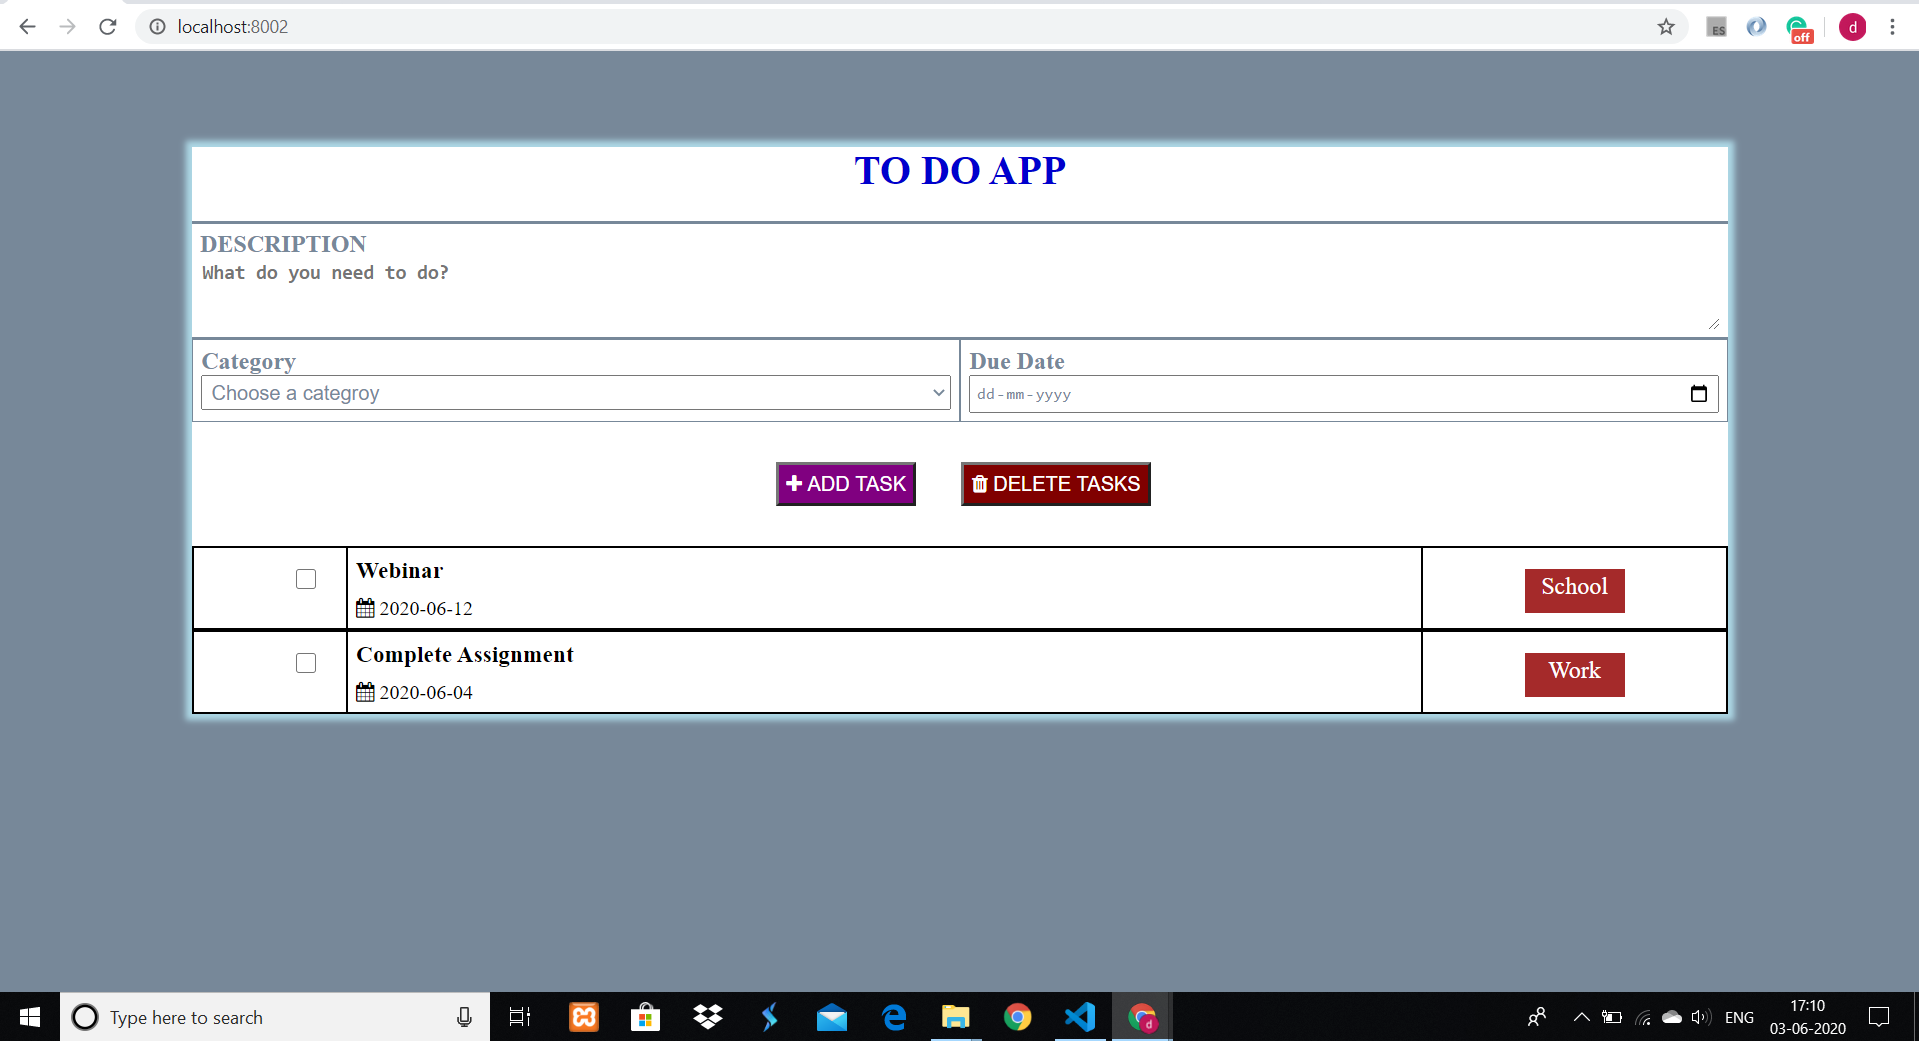 localhost:8002
ES
off
d
TO DO APP
DESCRIPTION
What do you need to do?
Category
Due Date
Choose a categroy
dd-mm-yyyy
ADD TASK
DELETE TASKS
Webinar
School
2020-06-12
Complete Assignment
Work
2020-06-04
Type here to search
d
ENG
17:10
03-06-2020